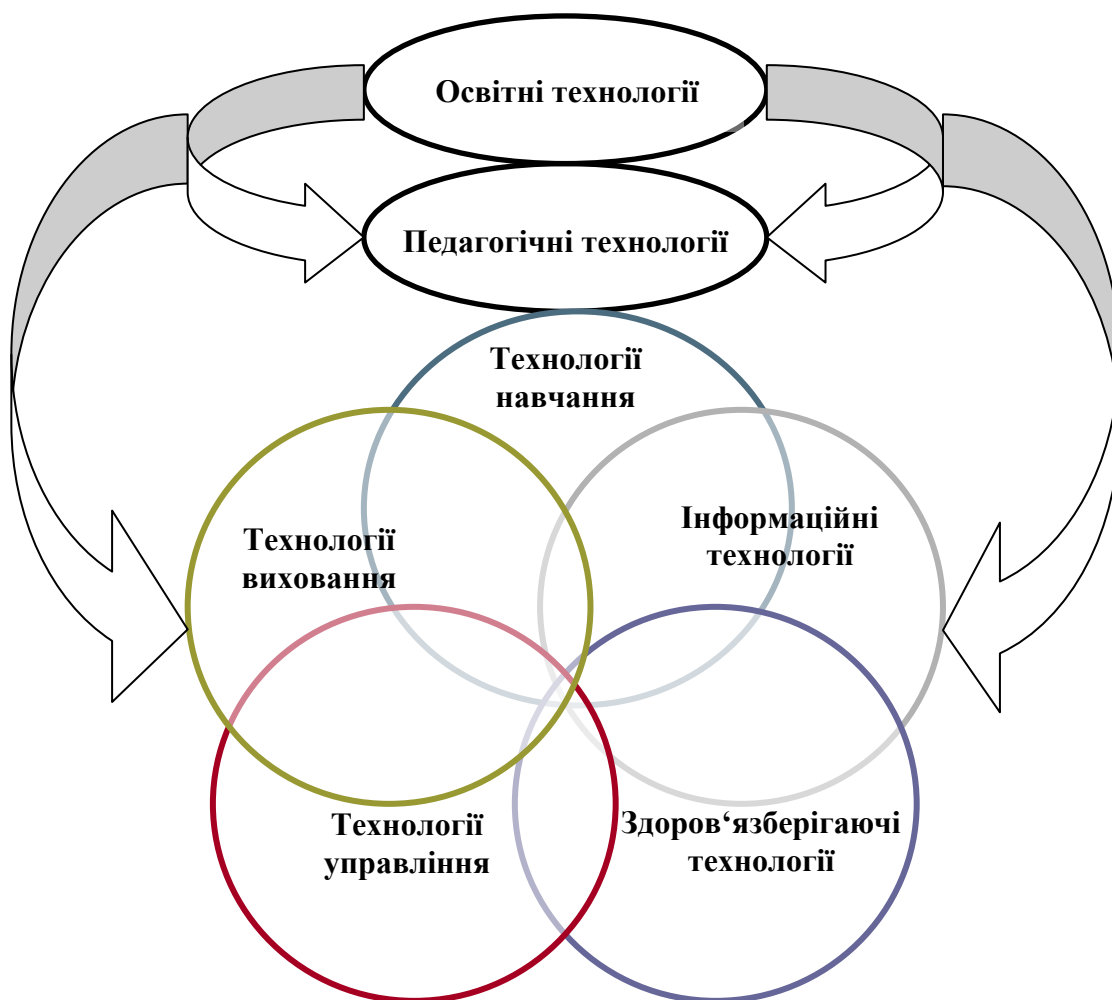 Освітні технології
Педагогічні технології
Технології
навчання
Інформаційні
технології
Технології
виховання
Технології
управління
Здоров‘язберігаючі
технології